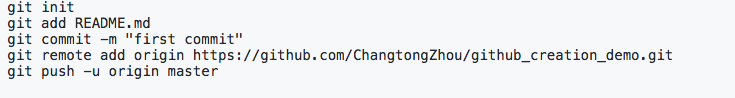 git init
git add README.md
git commit -m "first commit"
git remote add origin https://github.com/ChangtongZhou/github_creation_demo.git
git push -u origin master